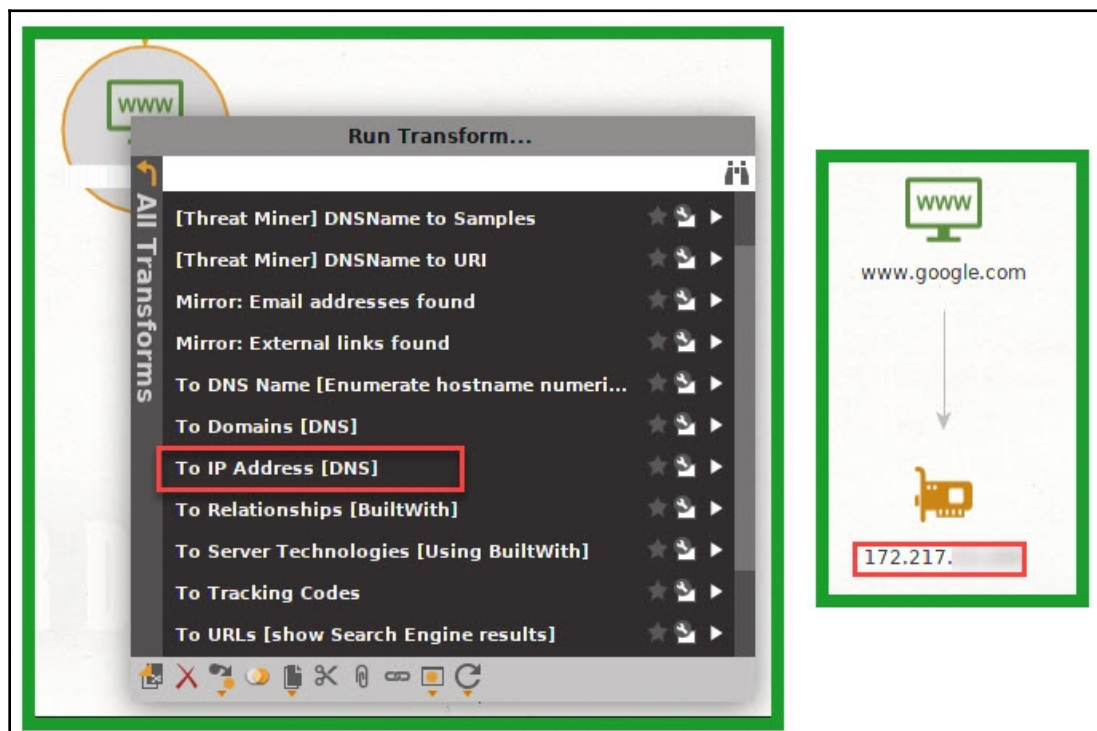 WWW
Run Transform...
All Transforms
[Threat Mier] DNSName to Samples
[Threat Miner] DNSName to URI
Mirror: Email addresses found
Mirror: External links found
To DNS Name [Enumerate hostname numeri...
To Domains [DNS]
To IP Address [DNS]
To Relationships [BuiltWith]
To Server Technologies [Using BuiltWith]
To Tracking Codes
To URLs [show Search Engine results]
WWW
www.google.com
172.217.